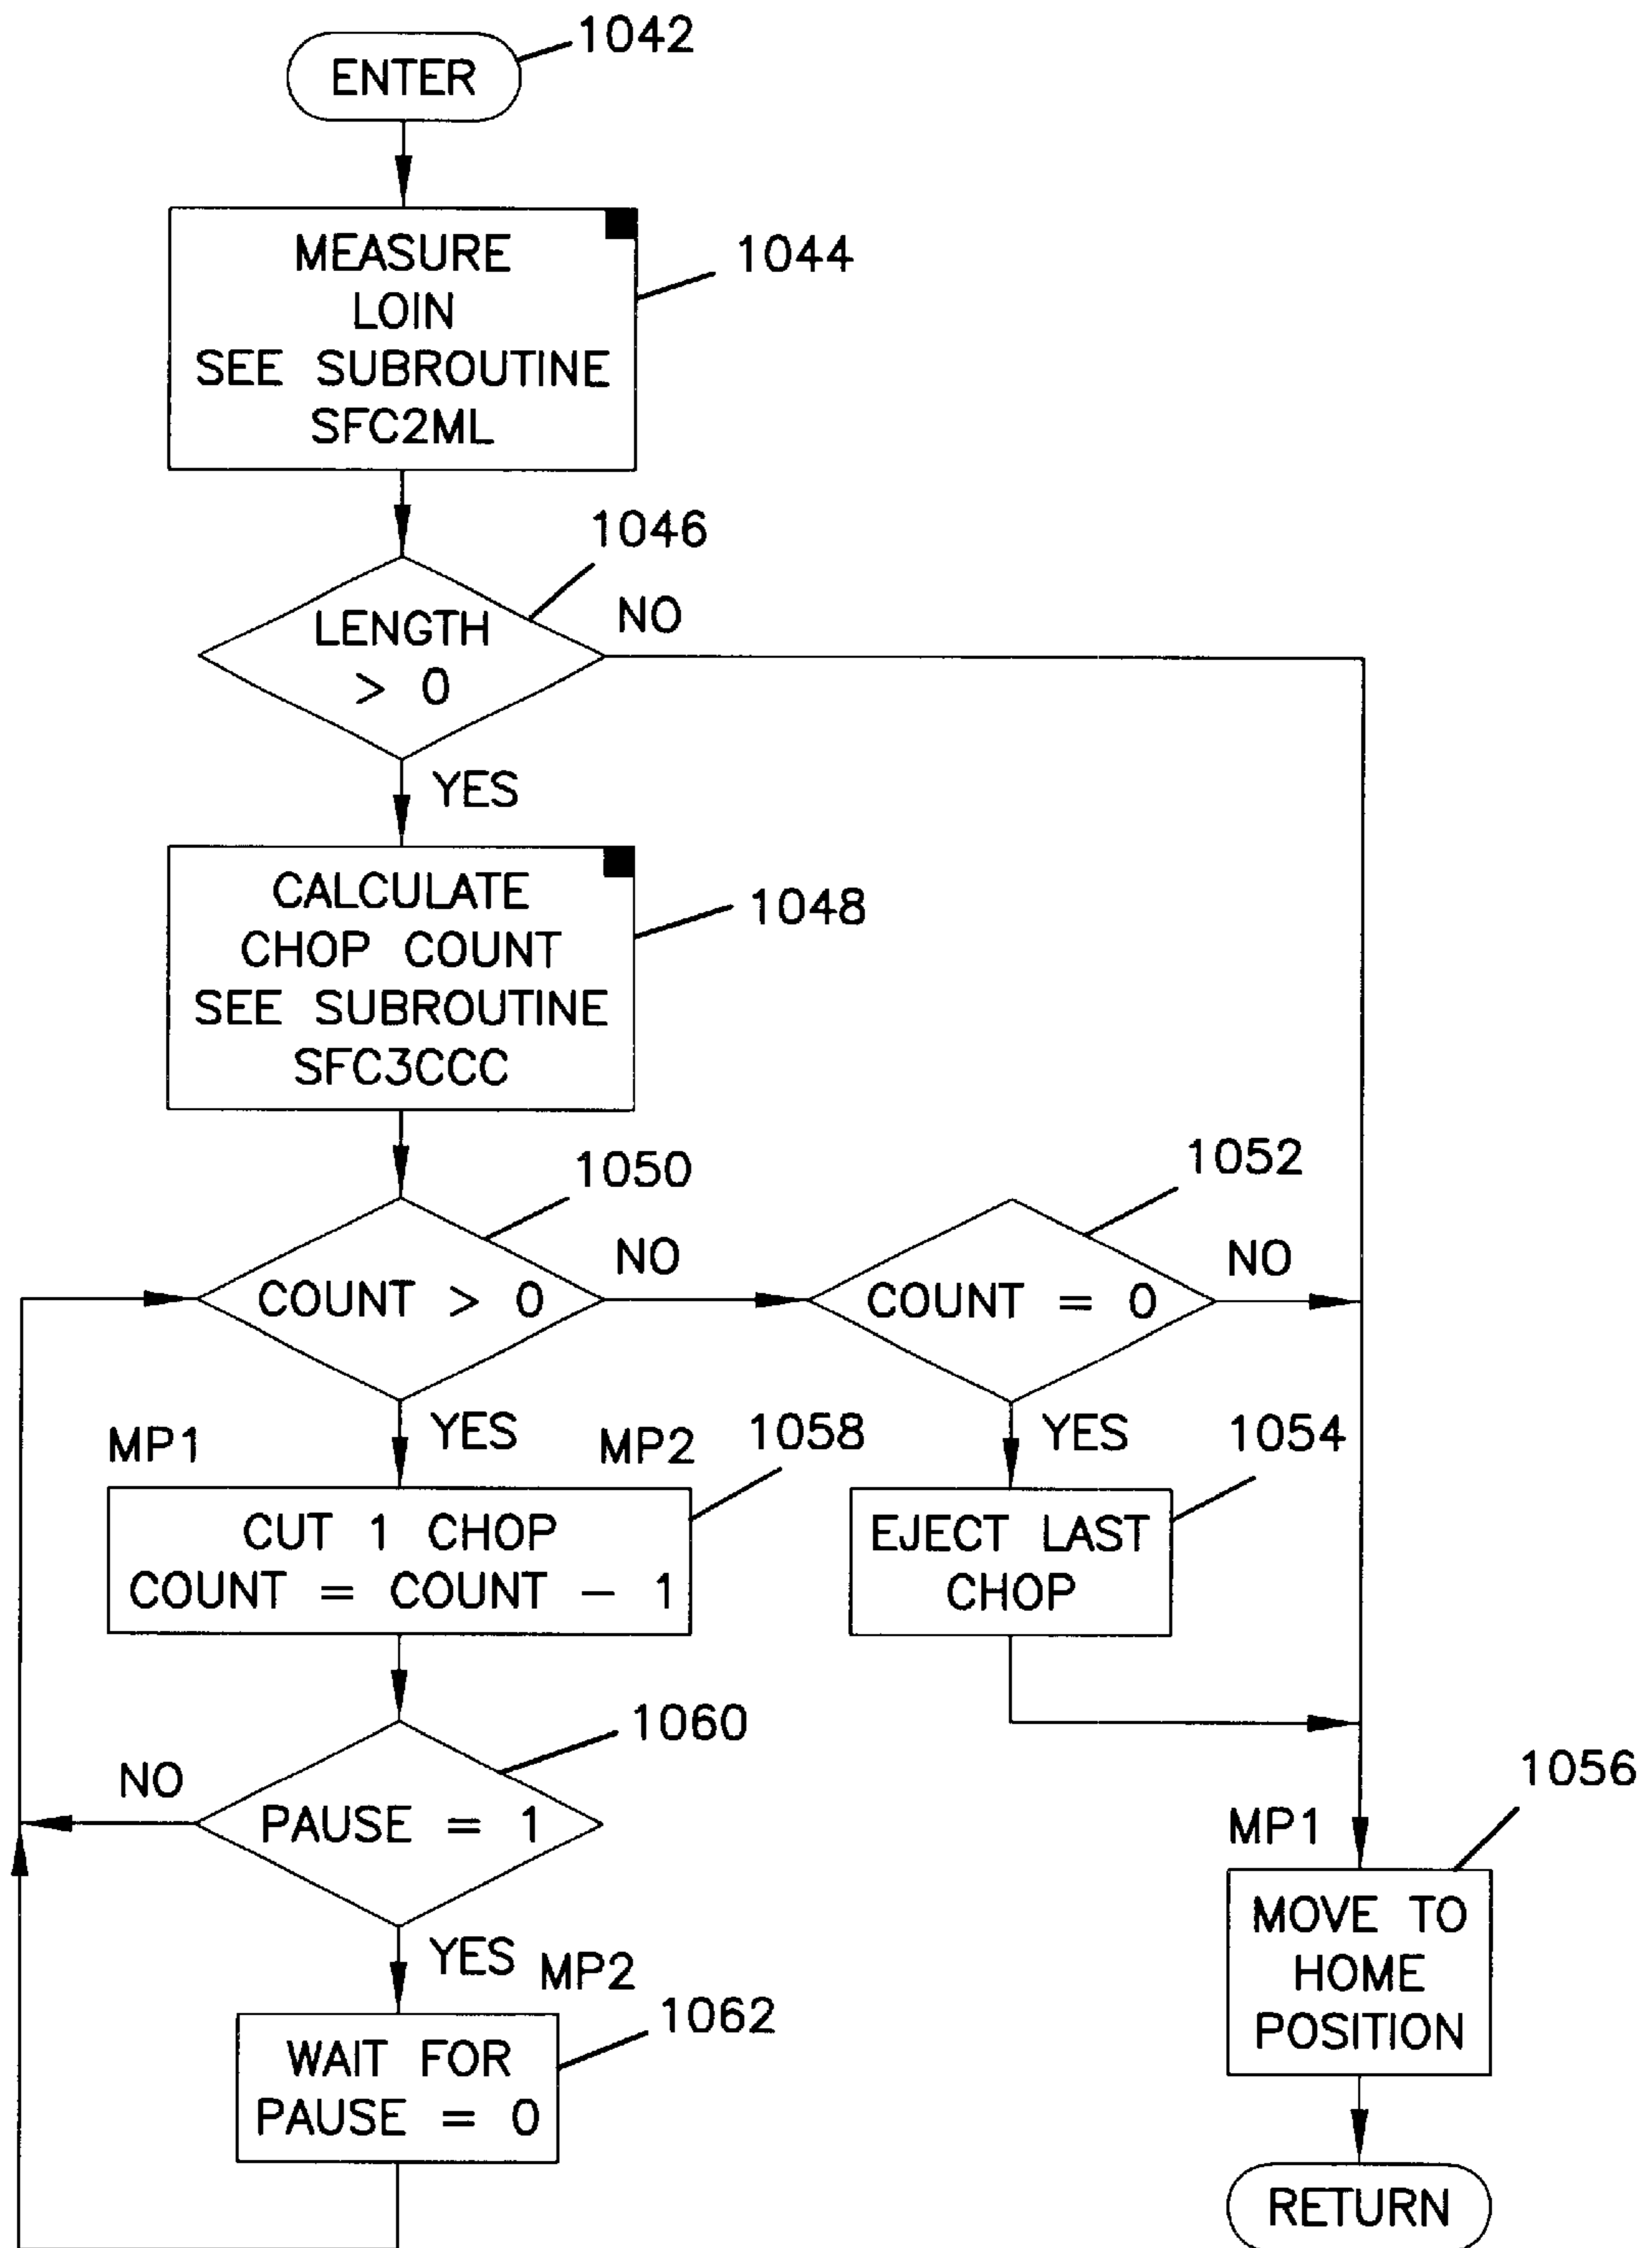 1042
ENTER
MEASURE
LOIN
SEE SUBROUTINE
SFC2ML
1044
1046
LENGTH
> 0
NO
YES
CALCULATE
CHOP COUNT
SEE SUBROUTINE
SFC3CCC
1048
1050
COUNT > 0
NO
1052
COUNT = 0
NO
YES
MP1
MP2
1058
CUT 1 CHOP
COUNT = COUNT - 1
YES
1054
EJECT LAST
CHOP
1060
NO
PAUSE = 1
YES
MP2
1062
WAIT FOR
PAUSE = 0
1056
MP1
MOVE TO
HOME
POSITION
RETURN